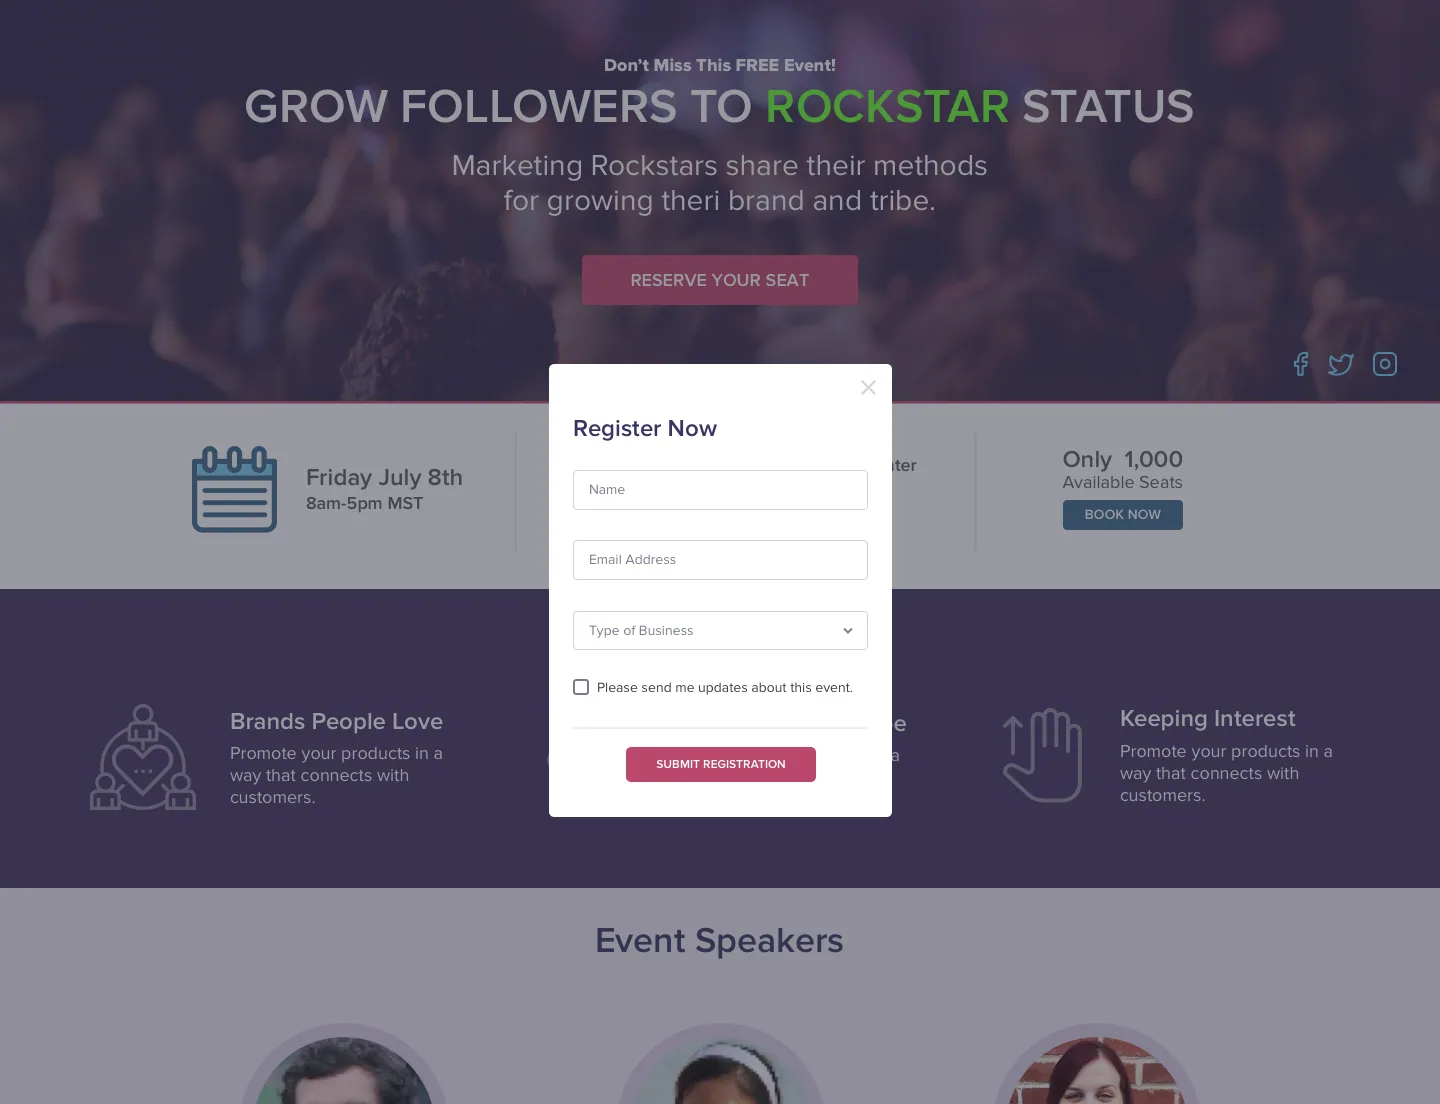 Don't Miss This FREE Event!
GROW FOLLOWERS TO ROCKSTAR STATUS
Marketing Rockstars share their methods
for growing theri brand and tribe.
RESERVE YOUR SEAT
Friday July 8th
8am-5pm MST
Only 1,000
Available Seats
BOOK NOW
Register Now
Name
Email Address
Type of Business
Please send me updates about this event.
SUBMIT REGISTRATION
Brands People Love
Promote your products in a
way that connects with
customers.
a
Keeping Interest
Promote your products in a
way that connects with
customers.
Event Speakers